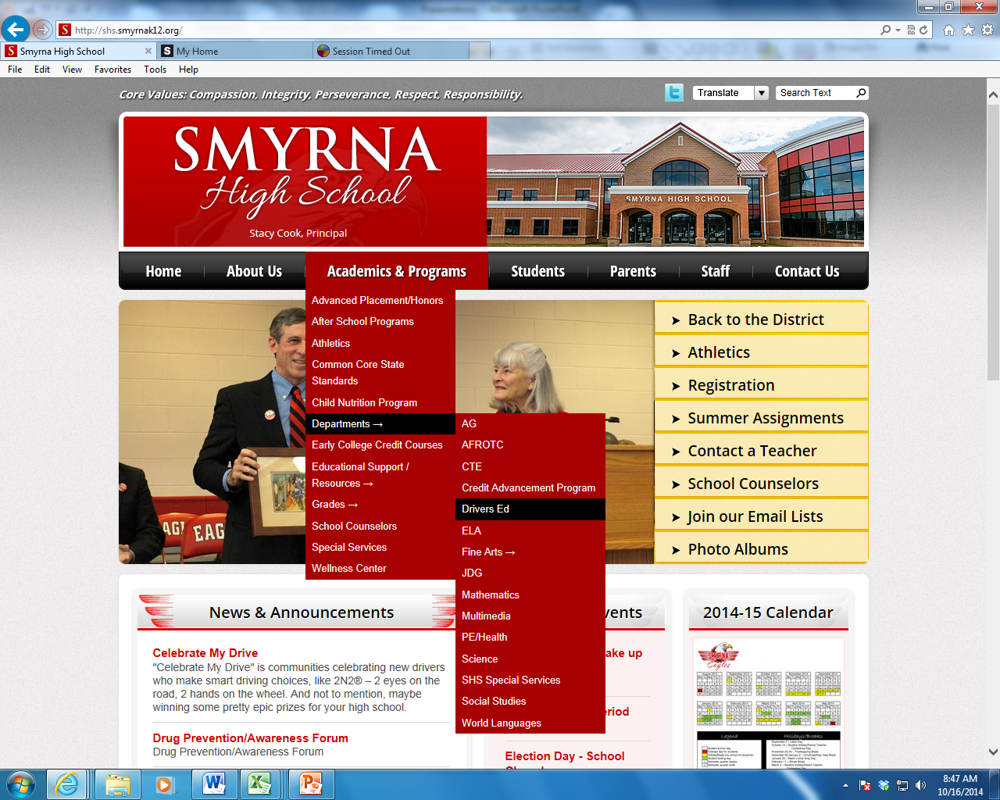 http://shs.smyrnak12.org/
Smyrna High School
My Home
Session Timed Out
File Edit View Favorites Tools Help
Core Values: Compassion, Integrity, Perseverance, Respect, Responsibility.
Translate
Search Text
SMYRNA
High School
Stacy Cook, Principal
SMYRNA HIGH SCHOOL
Home About Us Academics & Programs Students Parents Staff Contact Us
Advanced Placement/Honors
After School Programs
Athletics
Common Core State
Standards
Child Nutrition Program
Departments →
Early College Credit Courses
Educational Support /
Resources →
Grades →
School Counselors
Special Services
Wellness Center
AG
AFROTC
CTE
Credit Advancement Program
Drivers Ed
ELA
Fine Arts →
JDG
Mathematics
Multimedia
PE/Health
Science
SHS Special Services
Social Studies
World Languages
Back to the District
Athletics
Registration
Summer Assignments
Contact a Teacher
School Counselors
Join our Email Lists
Photo Albums
EAGL
EAG
News & Announcements
Celebrate My Drive
"Celebrate My Drive" is communities celebrating new drivers
who make smart driving choices, like 2N2® – 2 eyes on the
road, 2 hands on the wheel. And not to mention, maybe
winning some pretty epic prizes for your high school.
Drug Prevention/Awareness Forum
Drug Prevention/Awareness Forum
vents
ake up
eriod
Election Day - School
2014-15 Calendar
SMYRNA
Eagles
Legend
Holidays/Breaks
8:47 AM
10/16/2014